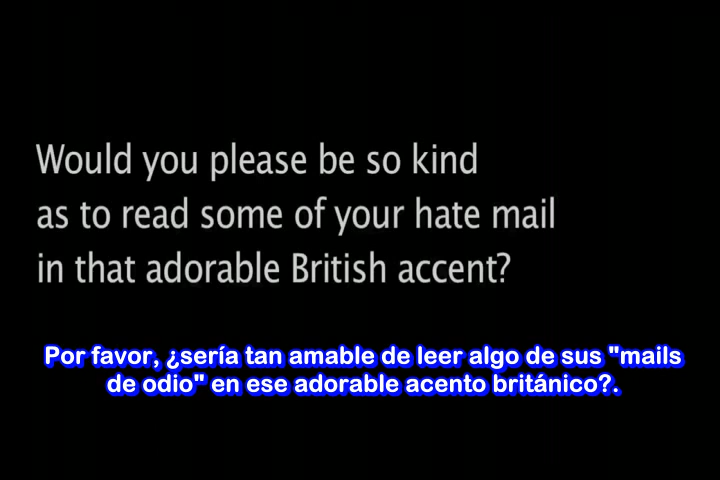 Would you please be so kind
as to read some of your hate mail
in that adorable British accent?
Por favor, ¿sería tan amable de leer algo de sus "mails
de odio" en ese adorable acento británico?.